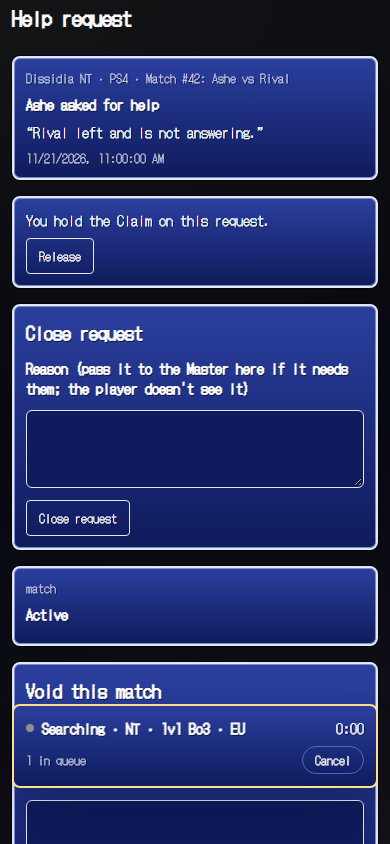 Help request
Dissidia NT · PS4 · Match #42: Ashe vs Rival
Ashe asked for help
“Rival left and is not answering.”
11/21/2026, 11:00:00 AM
You hold the Claim on this request.
Release
Close request
Reason (pass it to the Master here if it needs
them; the player doesn't see it)
Close request
match
Active
Void this match
Searching · NT · 1v1 Bo3 · EU
0:00
1 in queue
Cancel